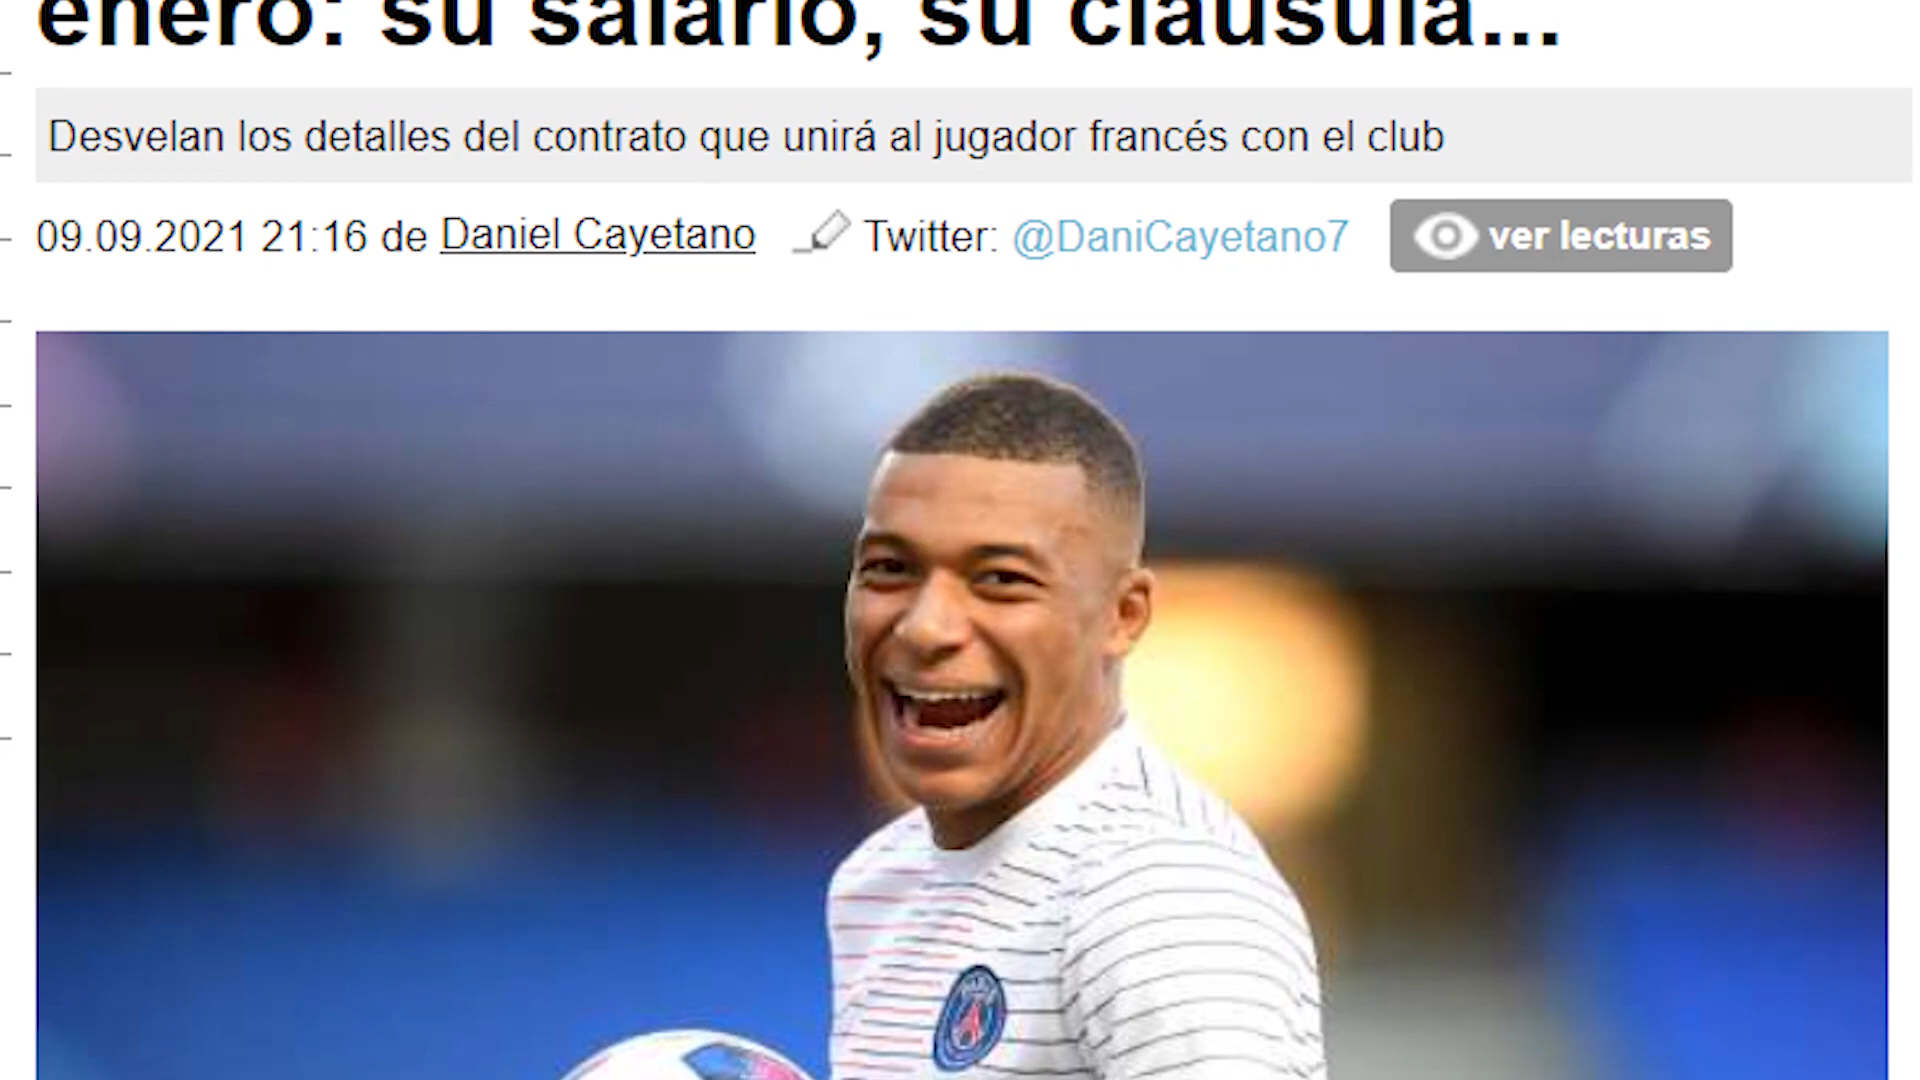 enero: su salario, su cláusula...
Desvelan los detalles del contrato que unirá al jugador francés con el club
09.09.2021 21:16 de Daniel Cayetano Twitter: @DaniCayetano7 ver lecturas
PARIS